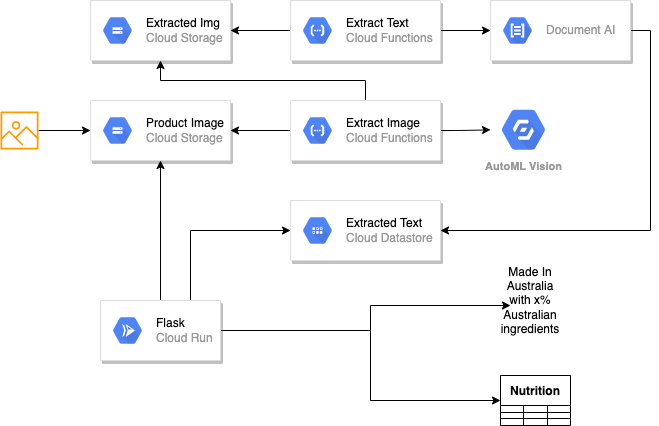 Extracted Img
Cloud Storage
Extract Text
Cloud Functions
Document AI
Product Image
Cloud Storage
Extract Image
Cloud Functions
AutoML Vision
Extracted Text
Cloud Datastore
Flask
Cloud Run
Made In
Australia
with x%
Australian
ingredients
Nutrition